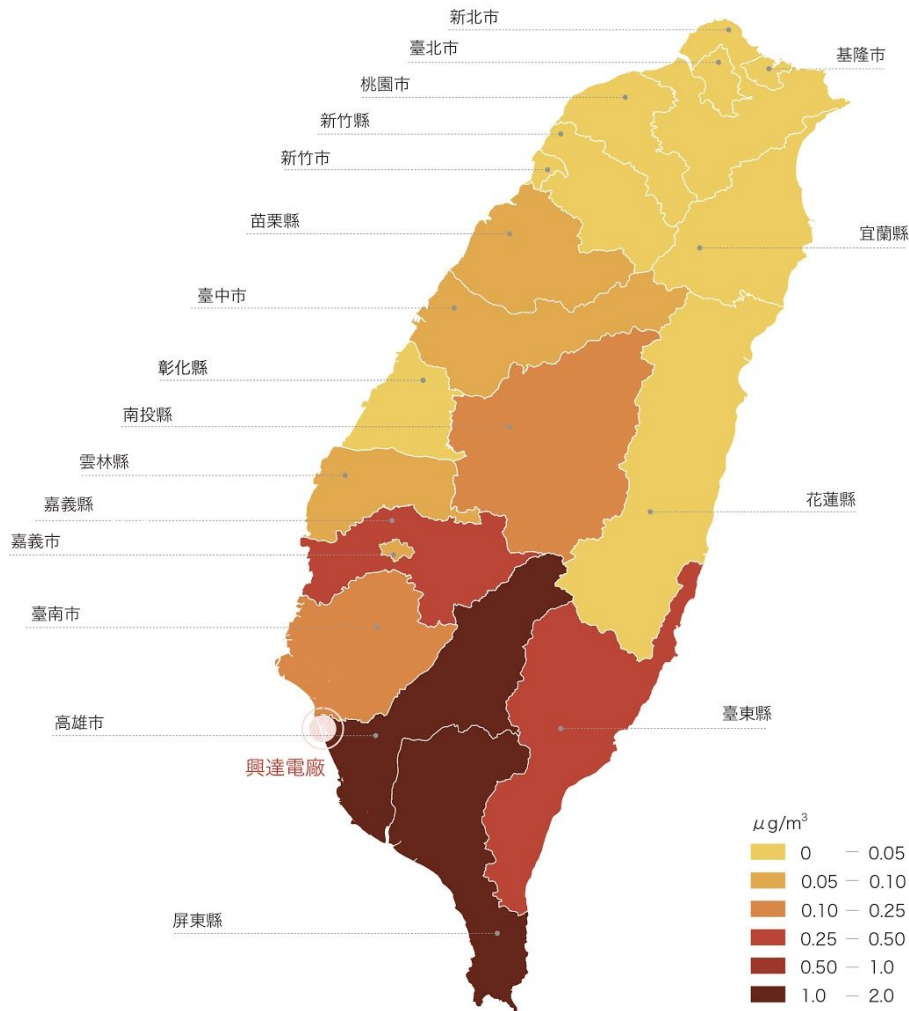 新北市
臺北市
基隆市
桃園市
新竹縣
新竹市
苗栗縣
宜蘭縣
臺中市
彰化縣
南投縣
雲林縣
花蓮縣
嘉義縣
嘉義市
臺南市
高雄市
臺東縣
興達電廠
屏東縣
μg/m³
0 — 0.05
0.05 — 0.10
0.10 — 0.25
0.25 — 0.50
0.50 — 1.0
1.0 — 2.0